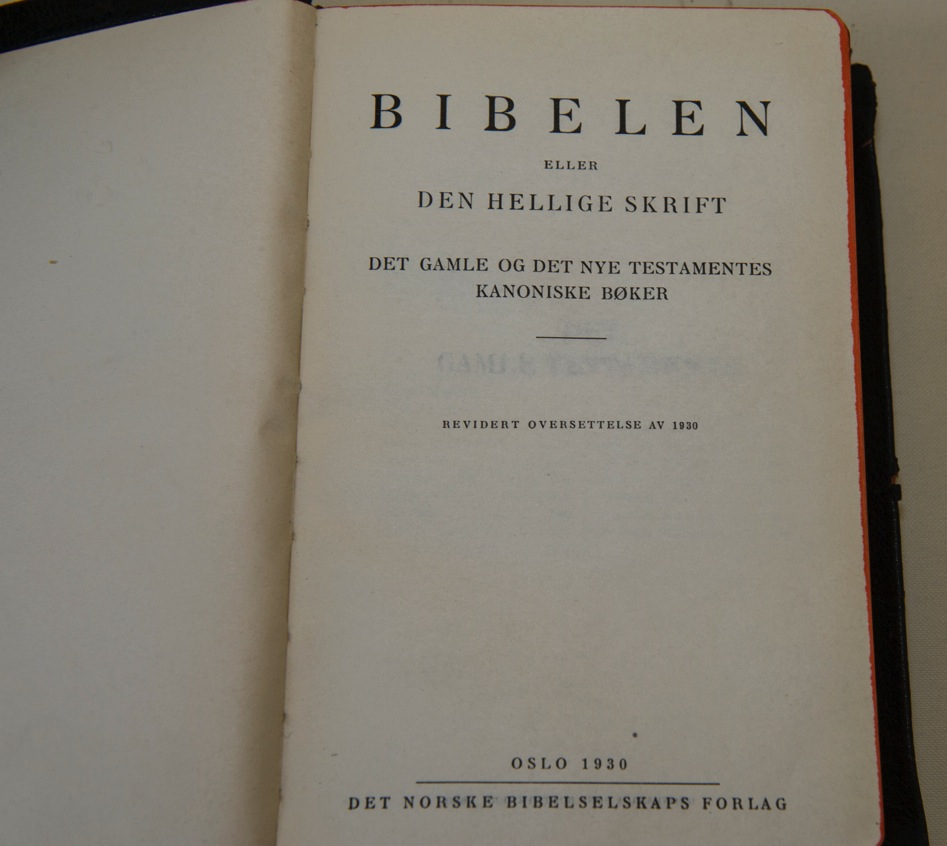 BIBELEN
ELLER
DEN HELLIGE SKRIFT
DET GAMLE OG DET NYE TESTAMENTES
KANONISKE BØKER
REVIDERT OVERSETTELSE AV 1930
OSLO 1930
DET NORSKE BIBELSELSKAPS FORLAG